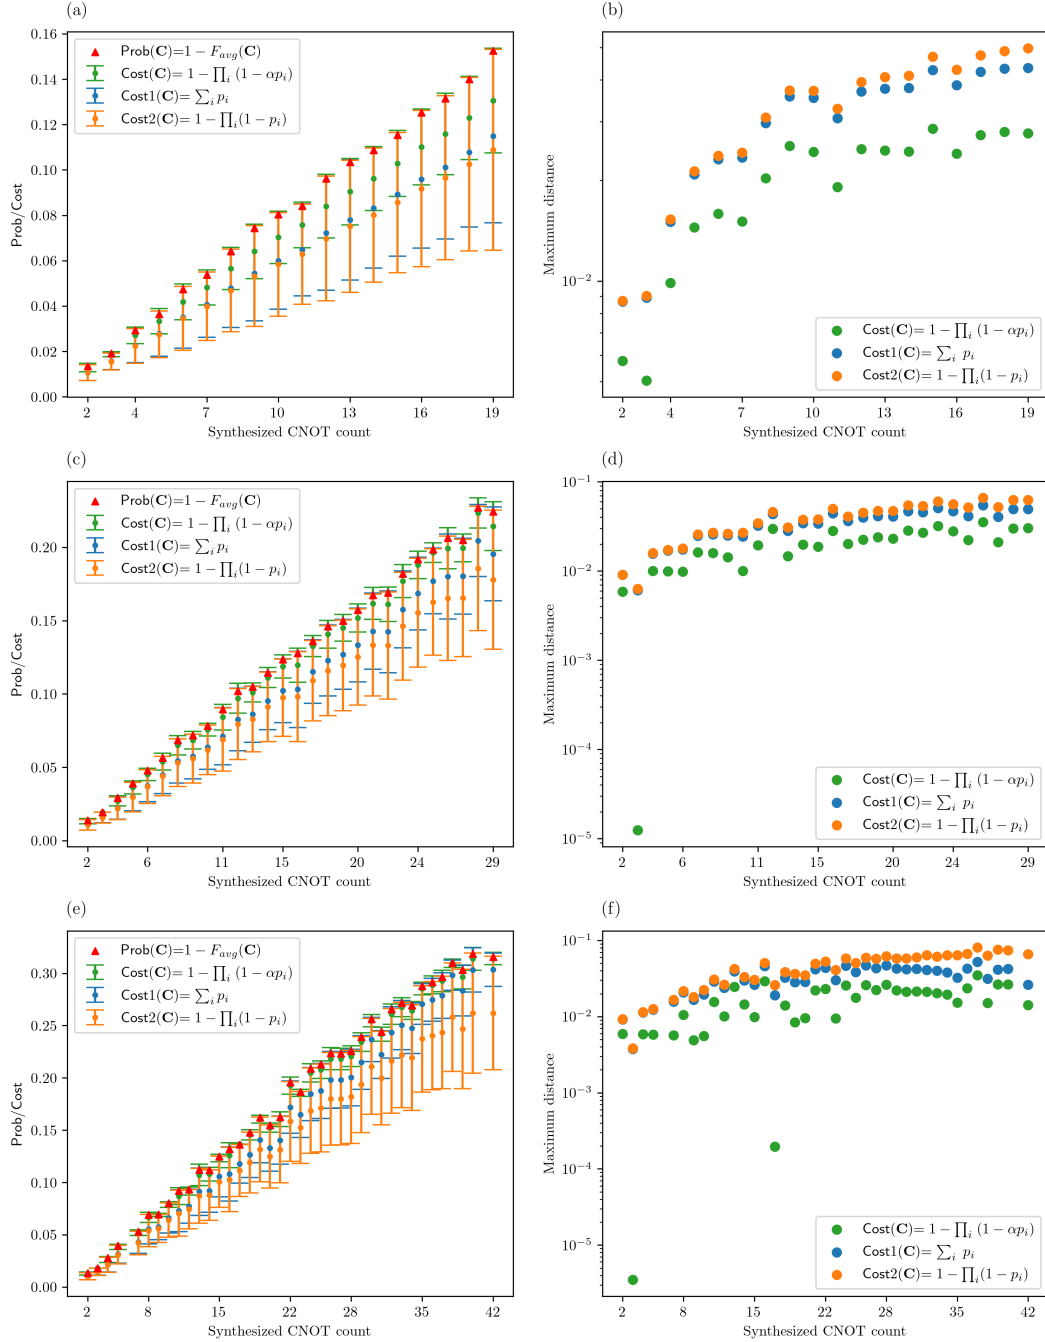 (a)
0.16
0.14
0.12
0.10
0.08
0.06
0.04
0.02
0.00
Prob/Cost
Prob(C)=1 − F_avg(C)
Cost(C)= 1 − ∏_i (1 − αp_i)
Cost1(C)= ∑_i p_i
Cost2(C)= 1 − ∏_i(1 − p_i)
2 4 7 10 13 16 19
Synthesized CNOT count
(b)
10^−2
Maximum distance
Cost(C)= 1 − ∏_i (1 − αp_i)
Cost1(C)= ∑_i p_i
Cost2(C)= 1 − ∏_i(1 − p_i)
2 4 7 10 13 16 19
Synthesized CNOT count
(c)
0.20
0.15
0.10
0.05
0.00
Prob/Cost
Prob(C)=1 − F_avg(C)
Cost(C)= 1 − ∏_i (1 − αp_i)
Cost1(C)= ∑_i p_i
Cost2(C)= 1 − ∏_i(1 − p_i)
2 6 11 15 20 24 29
Synthesized CNOT count
(d)
10^−1
10^−2
10^−3
10^−4
10^−5
Maximum distance
Cost(C)= 1 − ∏_i (1 − αp_i)
Cost1(C)= ∑_i p_i
Cost2(C)= 1 − ∏_i(1 − p_i)
2 6 11 15 20 24 29
Synthesized CNOT count
(e)
0.30
0.25
0.20
0.15
0.10
0.05
0.00
Prob/Cost
Prob(C)=1 − F_avg(C)
Cost(C)= 1 − ∏_i (1 − αp_i)
Cost1(C)= ∑_i p_i
Cost2(C)= 1 − ∏_i(1 − p_i)
2 8 15 22 28 35 42
Synthesized CNOT count
(f)
10^−1
10^−2
10^−3
10^−4
10^−5
Maximum distance
Cost(C)= 1 − ∏_i (1 − αp_i)
Cost1(C)= ∑_i p_i
Cost2(C)= 1 − ∏_i(1 − p_i)
2 8 15 22 28 35 42
Synthesized CNOT count